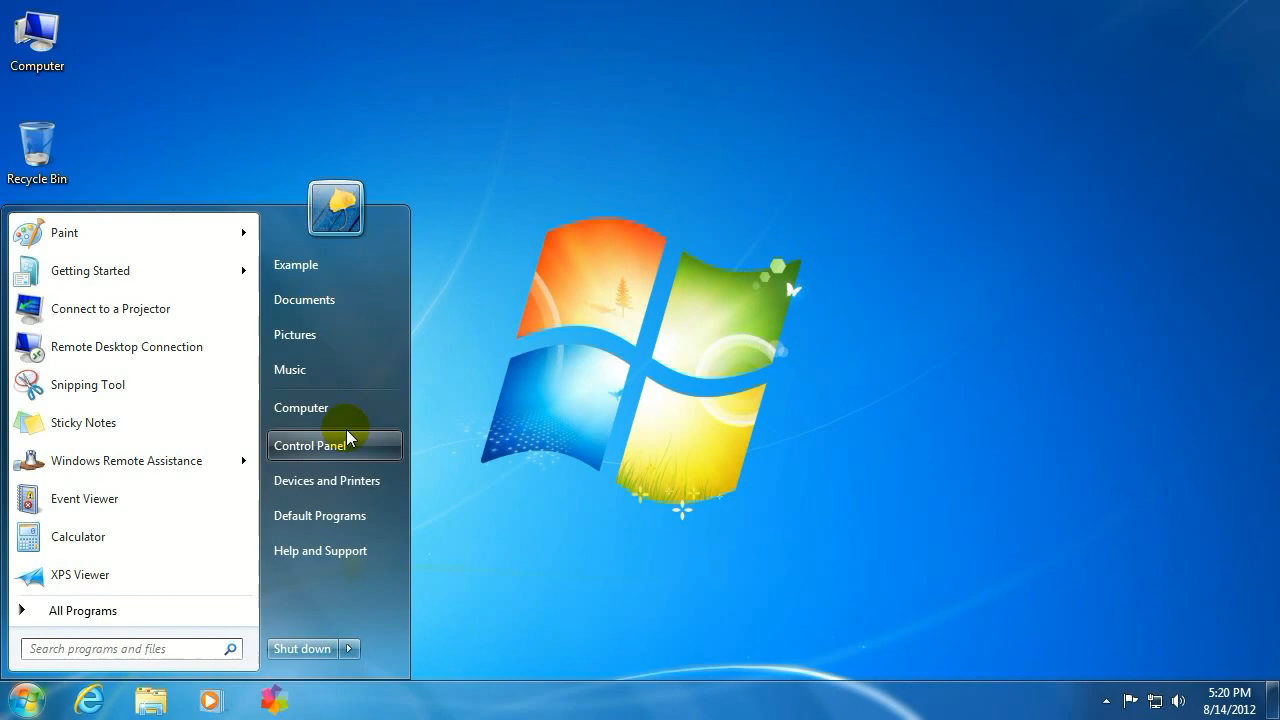 Computer
Recycle Bin
Paint
Getting Started
Connect to a Projector
Remote Desktop Connection
Snipping Tool
Sticky Notes
Windows Remote Assistance
Event Viewer
Calculator
XPS Viewer
All Programs
Search programs and files
Example
Documents
Pictures
Music
Computer
Control Panel
Devices and Printers
Default Programs
Help and Support
Shut down
5:20 PM
8/14/2012